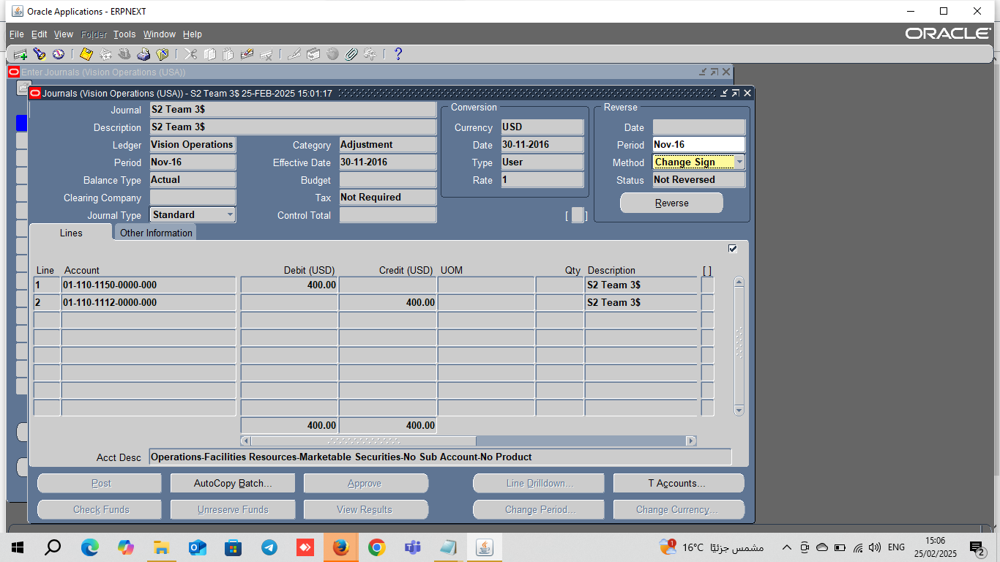 Oracle Applications - ERPNEXT
File Edit View Folder Tools Window Help
ORACLE
Enter Journals (Vision Operations (USA))
Journals (Vision Operations (USA)) - S2 Team 3$ 25-FEB-2025 15:01:17
Journal S2 Team 3$
Description S2 Team 3$
Ledger Vision Operations Category Adjustment
Period Nov-16 Effective Date 30-11-2016
Balance Type Actual Budget
Clearing Company Tax Not Required
Journal Type Standard Control Total
Conversion
Currency USD
Date 30-11-2016
Type User
Rate 1
Reverse
Date
Period Nov-16
Method Change Sign
Status Not Reversed
Reverse
[ ]
Lines Other Information
Line Account Debit (USD) Credit (USD) UOM Qty Description [ ]
1 01-110-1150-0000-000 400.00 S2 Team 3$
2 01-110-1112-0000-000 400.00 S2 Team 3$
400.00 400.00
Acct Desc Operations-Facilities Resources-Marketable Securities-No Sub Account-No Product
Post AutoCopy Batch... Approve Line Drilldown... T Accounts...
Check Funds Unreserve Funds View Results Change Period... Change Currency...
1 16°C مشمس جزئيًا ENG 15:06
25/02/2025 2